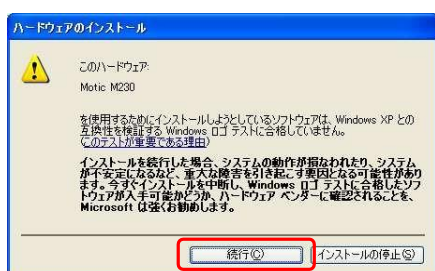 ハードウェアのインストール
このハードウェア:
Motic M230
を使用するためにインストールしようとしているソフトウェアは、Windows XP との
互換性を検証する Windows ロゴ テストに合格していません。
(このテストが重要である理由)
インストールを続行した場合、システムの動作が損なわれたり、システム
が不安定になるなど、重大な障害を引き起こす要因となる可能性があり
ます。今すぐインストールを中断し、Windows ロゴ テストに合格したソフ
トウェアが入手可能かどうか、ハードウェア ベンダーに確認されることを、
Microsoft は強くお勧めします。
続行(C) インストールの停止(S)